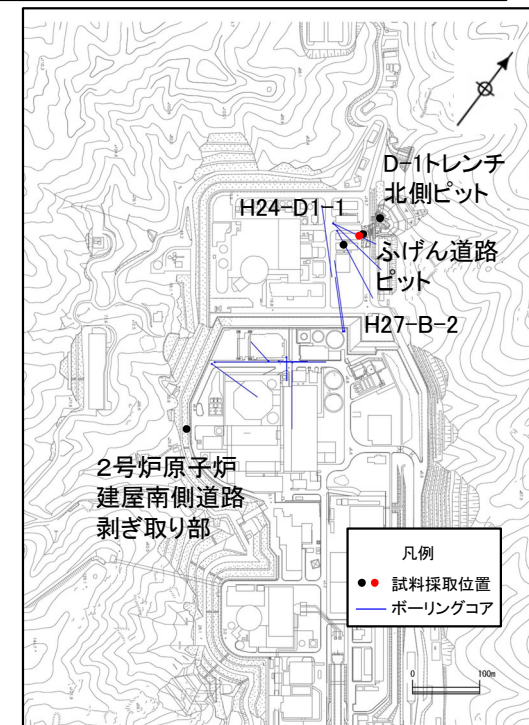 D-1トレンチ
北側ピット
H24-D1-1
ふげん道路
ピット
H27-B-2
2号炉原子炉
建屋南側道路
剥ぎ取り部
凡例
試料採取位置
ボーリングコア
0 100m